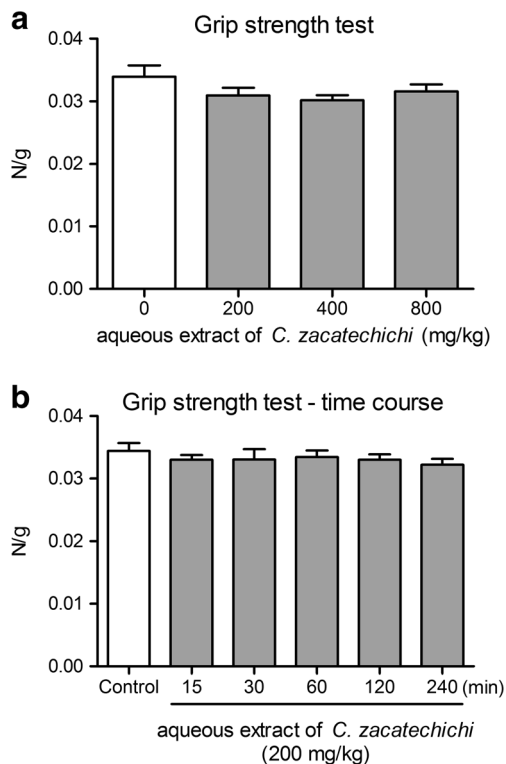 a
Grip strength test
0.04
0.03
0.02
0.01
0.00
N/g
0 200 400 800
aqueous extract of C. zacatechichi (mg/kg)
b
Grip strength test - time course
0.04
0.03
0.02
0.01
0.00
N/g
Control 15 30 60 120 240 (min)
aqueous extract of C. zacatechichi
(200 mg/kg)